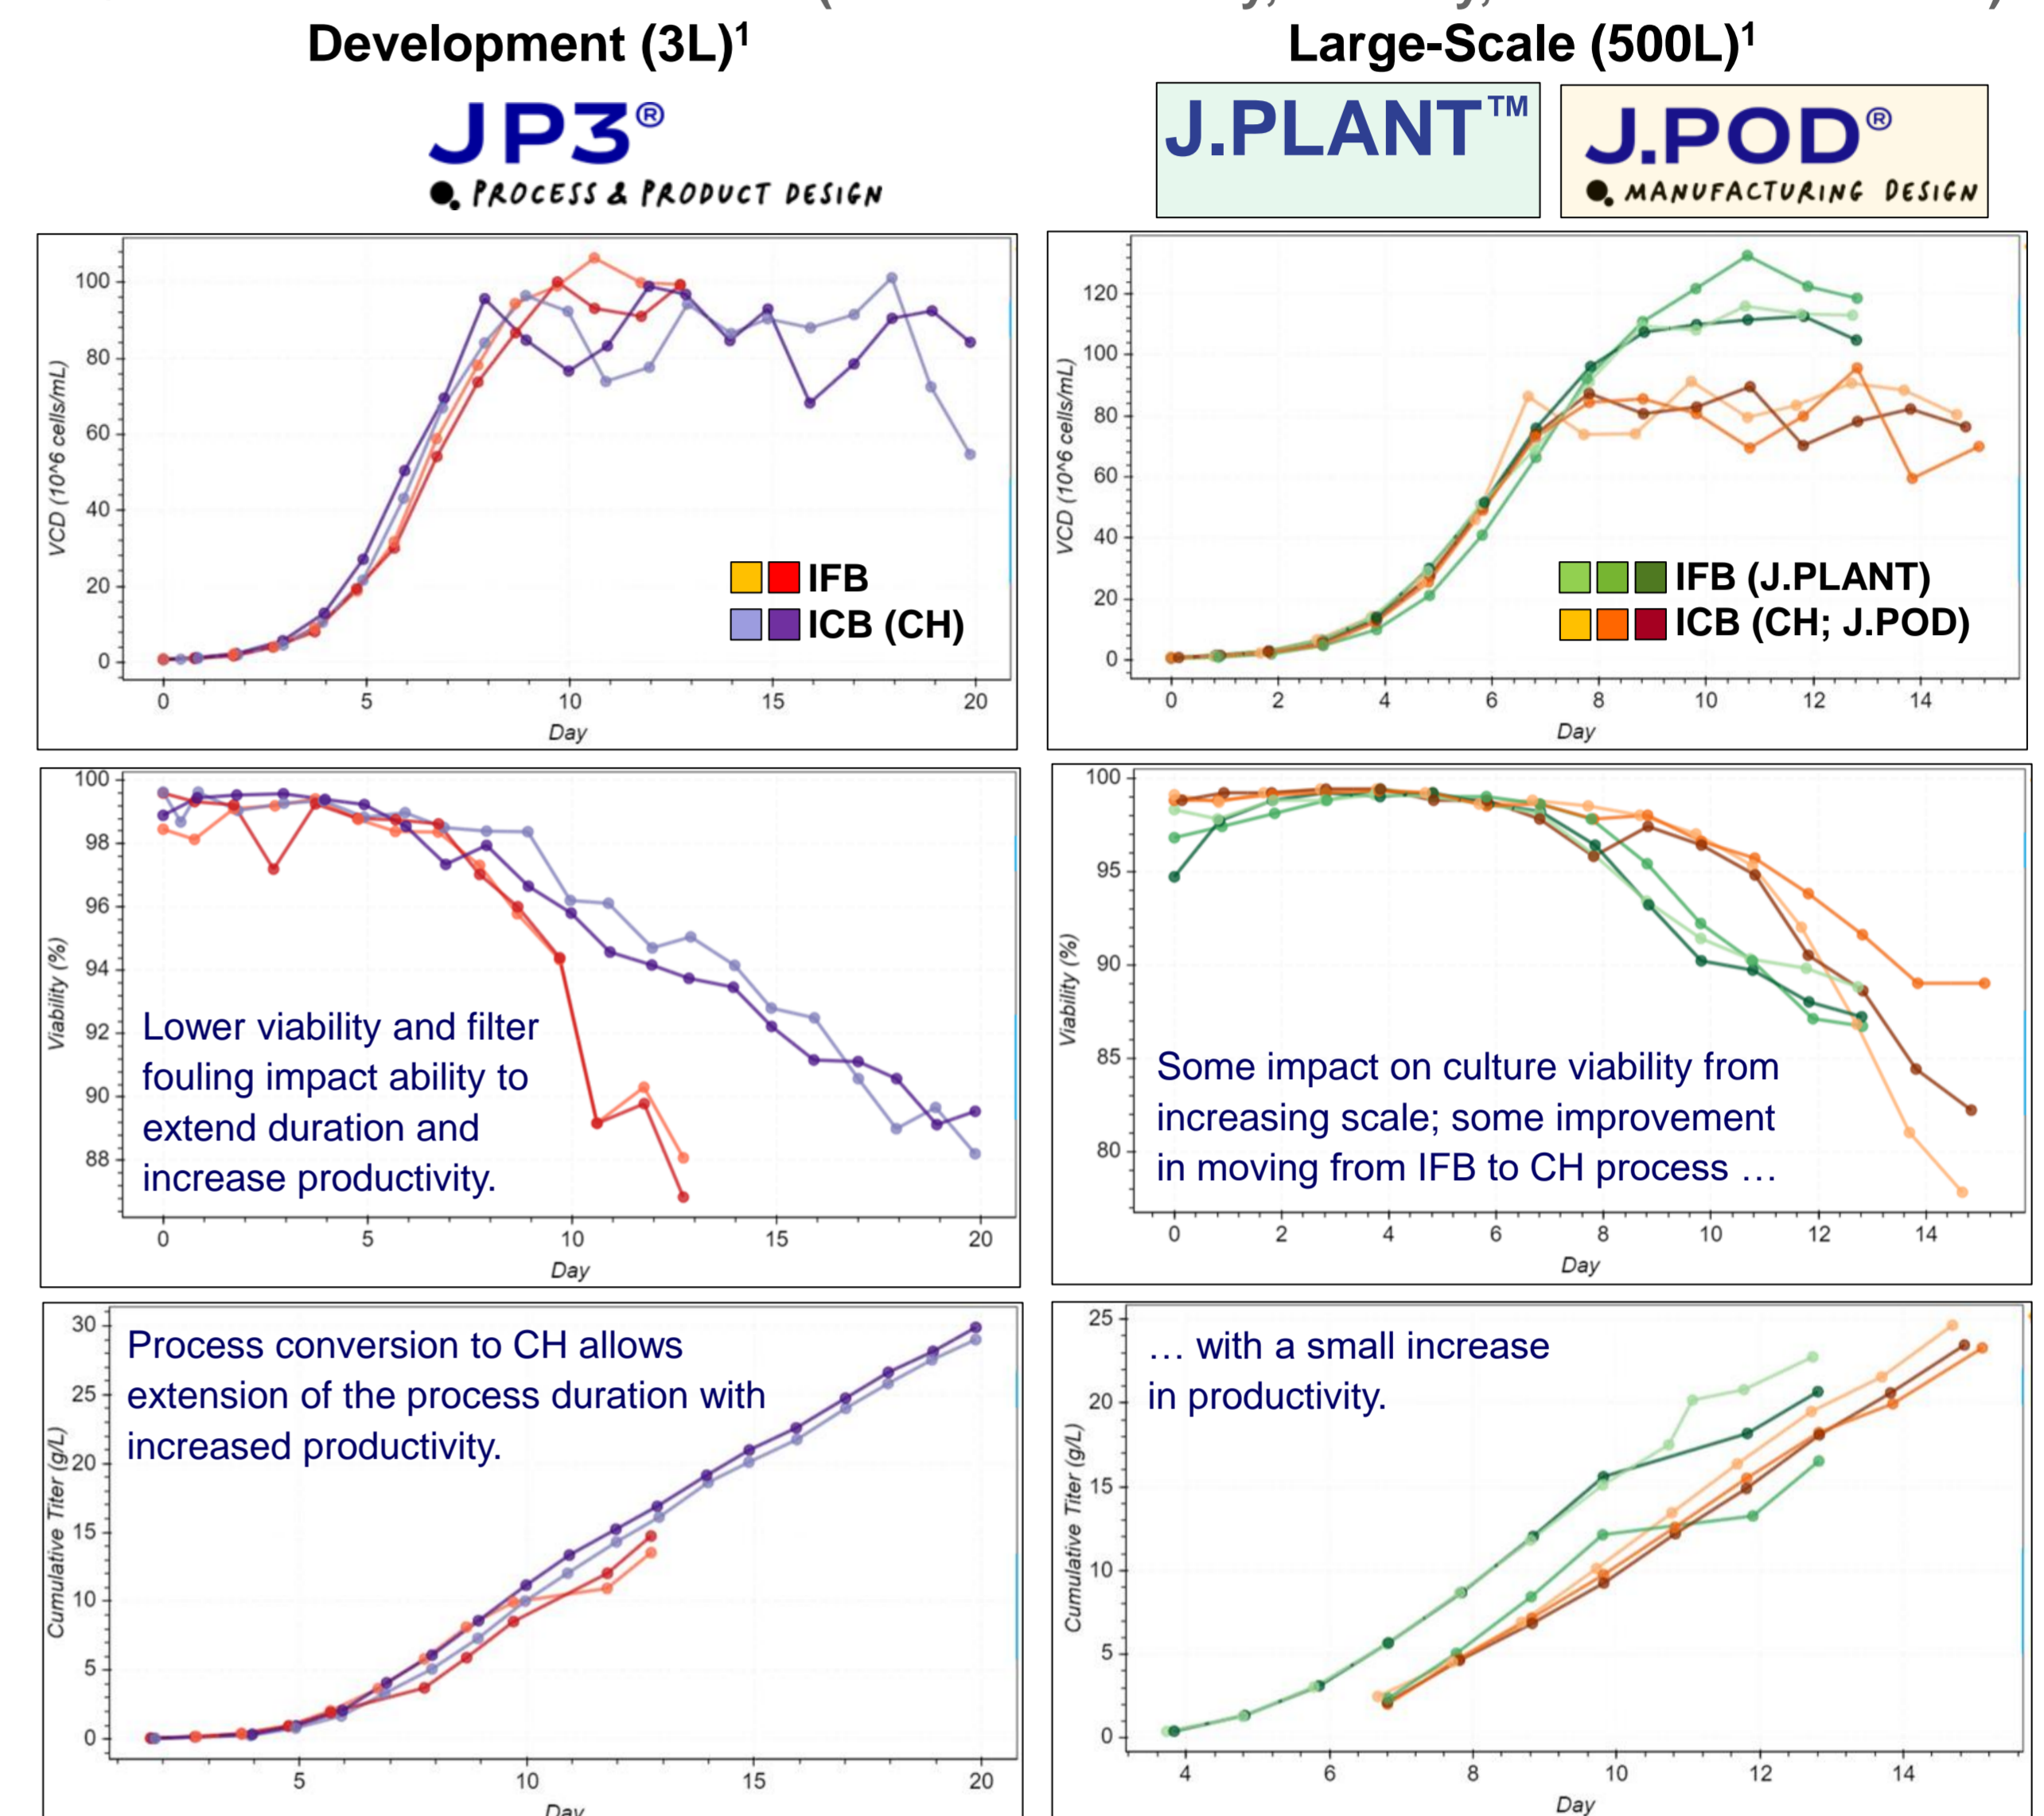 Development (3L)¹
JP3®
PROCESS & PRODUCT DESIGN
Large-Scale (500L)¹
J.PLANT™
J.POD®
MANUFACTURING DESIGN
100
80
60
40
20
0
VCD (10^6 cells/mL)
IFB
ICB (CH)
0 5 10 15 20
Day
120
100
80
60
40
20
0
VCD (10^6 cells/mL)
IFB (J.PLANT)
ICB (CH; J.POD)
0 2 4 6 8 10 12 14
Day
100
98
96
94
92
90
88
Viability (%)
Lower viability and filter
fouling impact ability to
extend duration and
increase productivity.
0 5 10 15 20
Day
100
95
90
85
80
Viability (%)
Some impact on culture viability from
increasing scale; some improvement
in moving from IFB to CH process …
0 2 4 6 8 10 12 14
Day
30
25
20
15
10
5
0
Cumulative Titer (g/L)
Process conversion to CH allows
extension of the process duration with
increased productivity.
5 10 15 20
Day
25
20
15
10
5
0
Cumulative Titer (g/L)
… with a small increase
in productivity.
4 6 8 10 12 14
Day